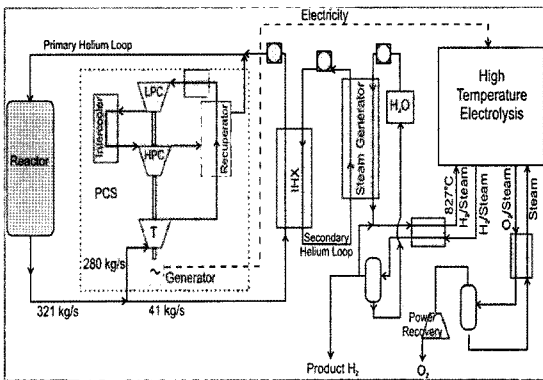 Electricity
Primary Helium Loop
LPC
Intercooler
HPC
Recuperator
Reactor
PCS
T
280 kg/s
Generator
321 kg/s
41 kg/s
IHX
Secondary
Helium Loop
Steam Generator
H₂O
High
Temperature
Electrolysis
827°C
H₂/Steam
H₂/Steam
O₂/Steam
Steam
Power
Recovery
Product H₂
O₂